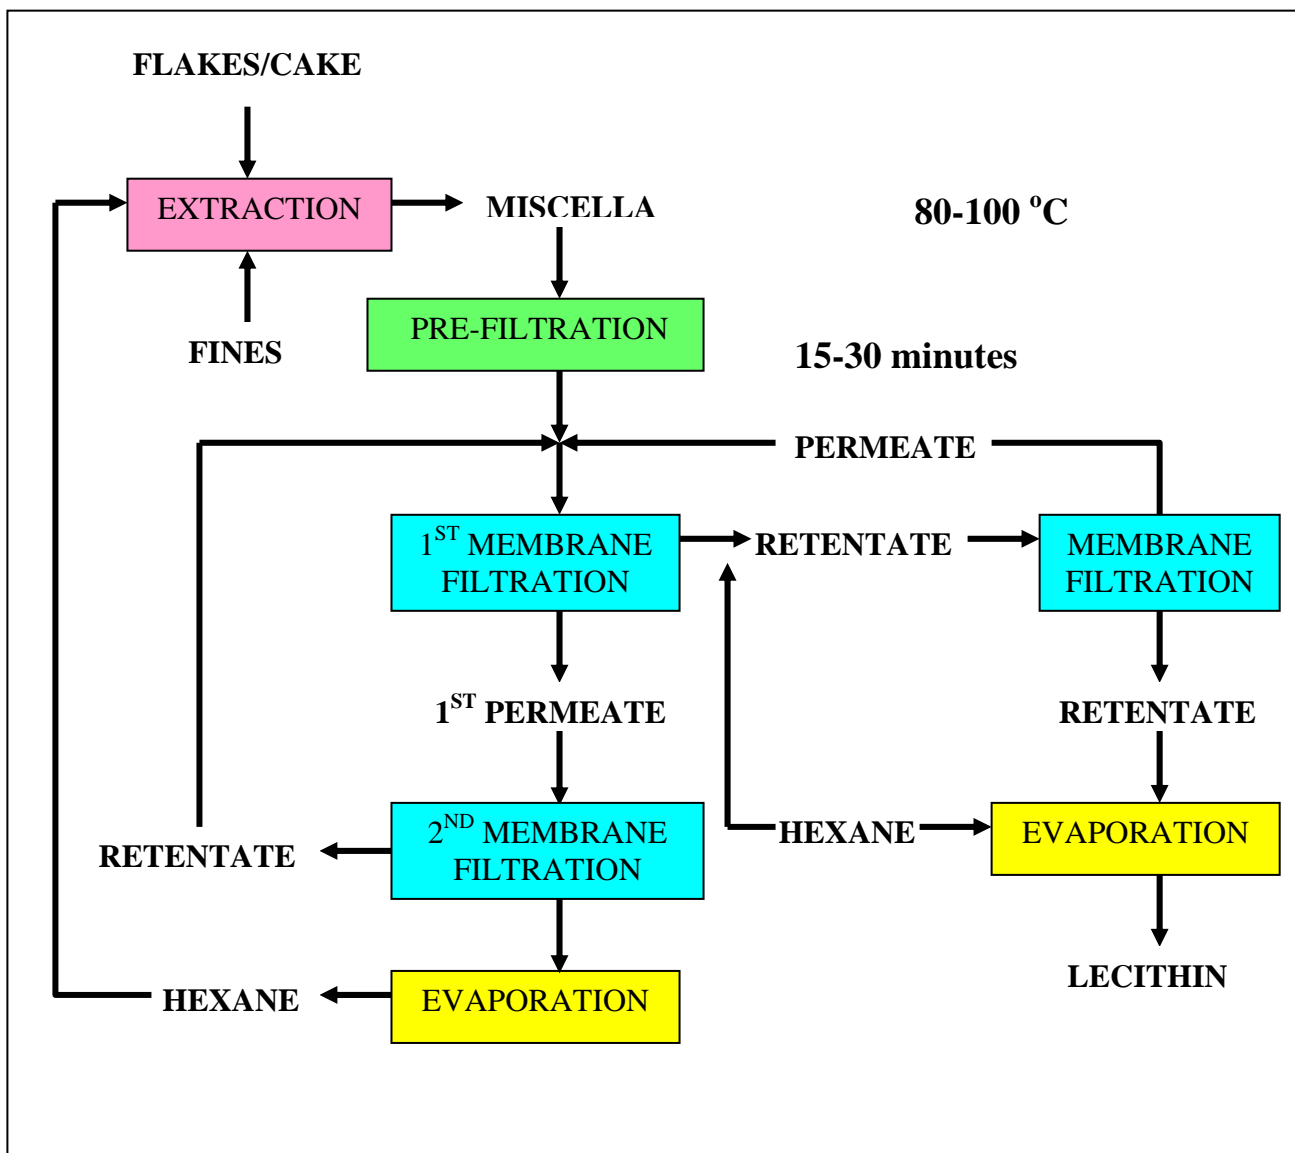 FLAKES/CAKE
EXTRACTION
MISCELLA
80-100 °C
PRE-FILTRATION
FINES
15-30 minutes
PERMEATE
1ST MEMBRANE
FILTRATION
RETENTATE
MEMBRANE
FILTRATION
1ST PERMEATE
RETENTATE
2ND MEMBRANE
FILTRATION
RETENTATE
HEXANE
EVAPORATION
HEXANE
EVAPORATION
LECITHIN